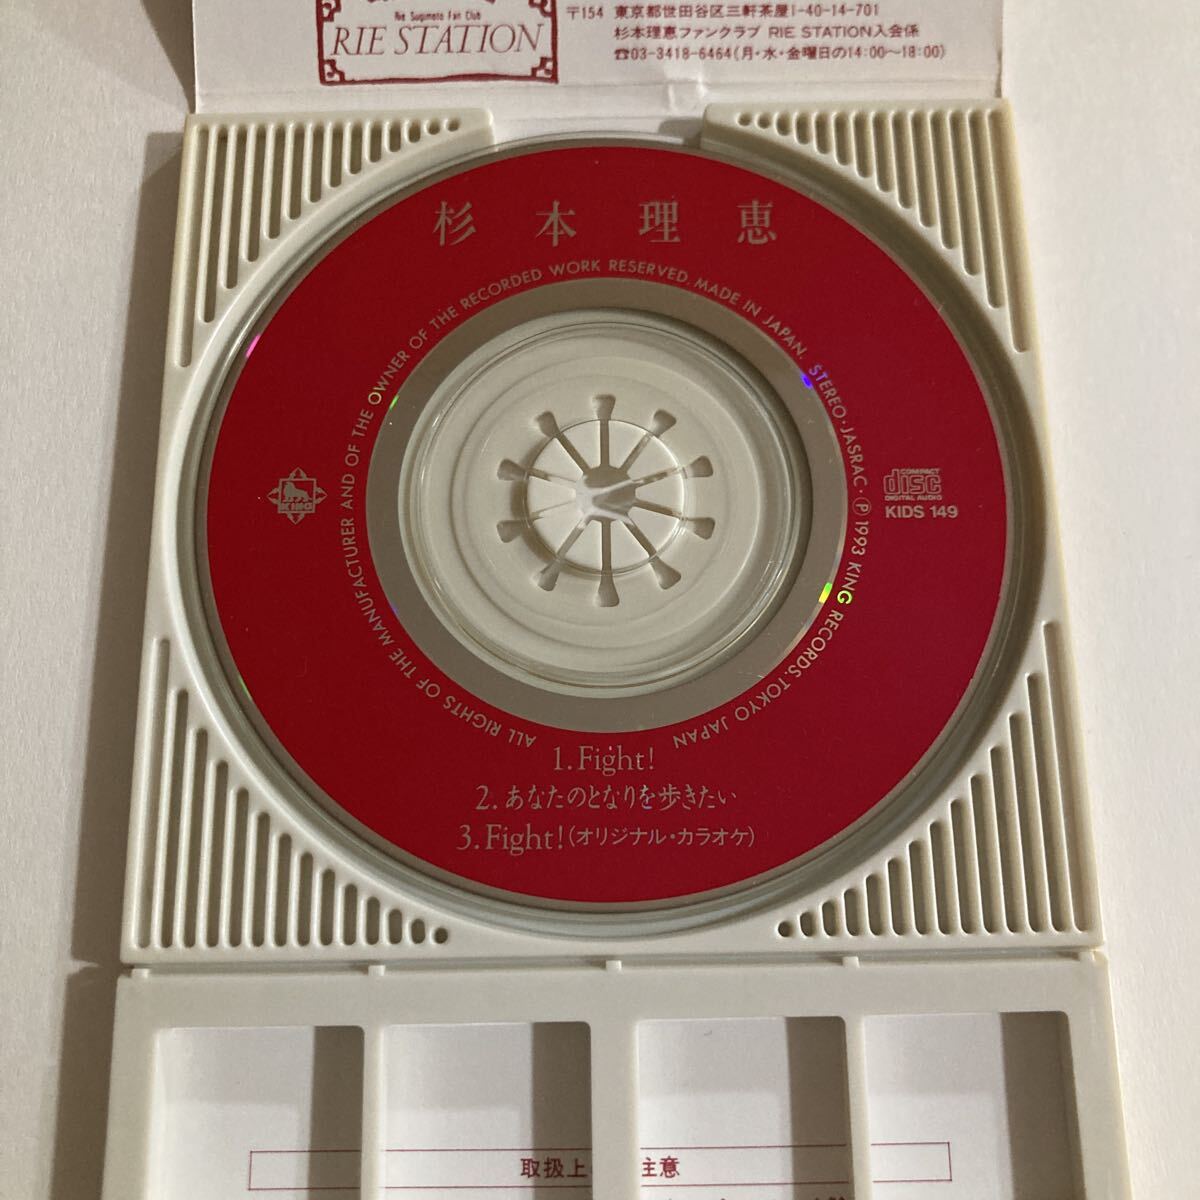 Rie Sugimoto Fan Club
RIE STATION
〒154 東京都世田谷区三軒茶屋1-40-14-701
杉本理恵ファンクラブ RIE STATION入会係
☎03-3418-6464(月・水・金曜日の14:00〜18:00)
杉本理恵
ALL RIGHTS OF THE MANUFACTURER AND OF THE OWNER OF THE RECORDED WORK RESERVED. MADE IN JAPAN. STEREO・JASRAC・Ⓟ 1993 KING RECORDS. TOKYO JAPAN
KING
COMPACT
disc
DIGITAL AUDIO
KIDS 149
1. Fight!
2. あなたのとなりを歩きたい
3. Fight!(オリジナル・カラオケ)
取扱上 注意